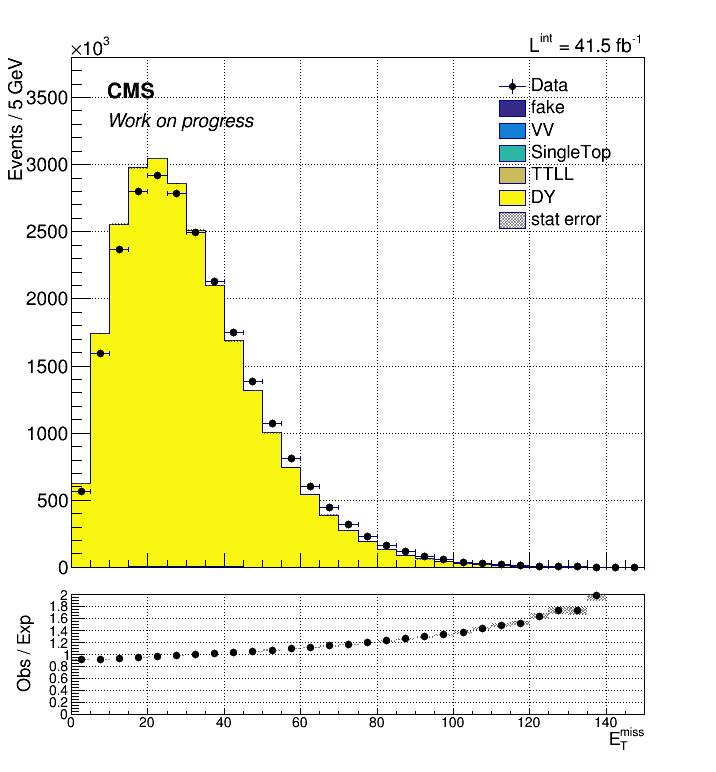 ×10³
L^int = 41.5 fb⁻¹
Events / 5 GeV
CMS
Work on progress
Data
fake
VV
SingleTop
TTLL
DY
stat error
3500
3000
2500
2000
1500
1000
500
0
Obs / Exp
2
1.8
1.6
1.4
1.2
1
0.8
0.6
0.4
0.2
0
0 20 40 60 80 100 120 140
E_T^miss